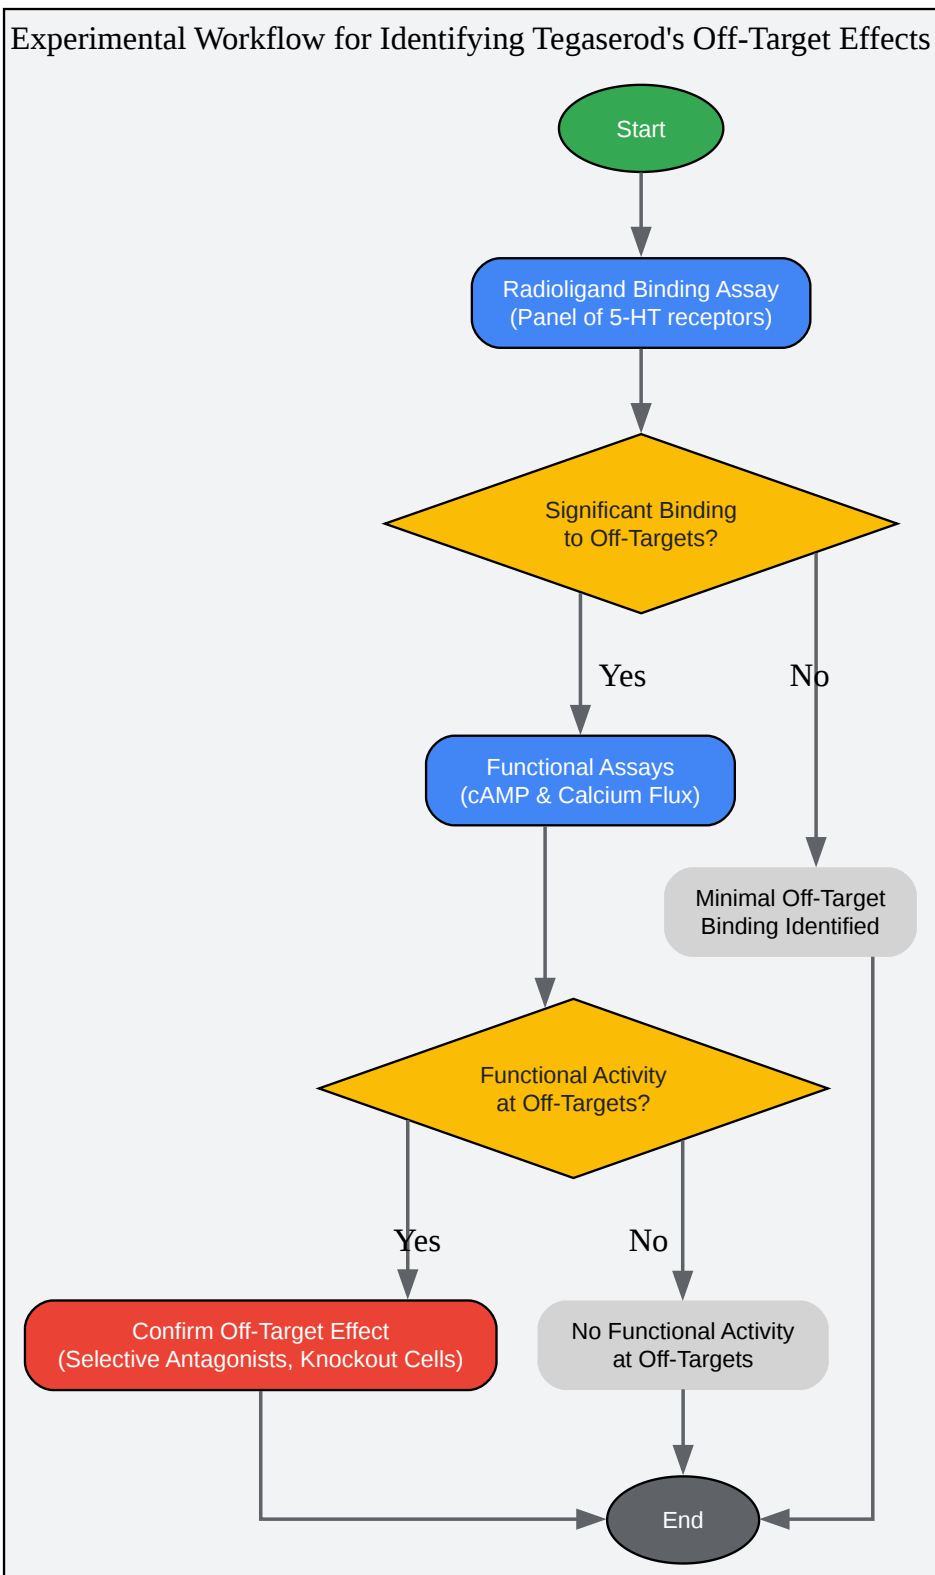 Experimental Workflow for Identifying Tegaserod's Off-Target Effects
Start
Radioligand Binding Assay
(Panel of 5-HT receptors)
Significant Binding
to Off-Targets?
Yes
No
Functional Assays
(cAMP & Calcium Flux)
Minimal Off-Target
Binding Identified
Functional Activity
at Off-Targets?
Yes
No
Confirm Off-Target Effect
(Selective Antagonists, Knockout Cells)
No Functional Activity
at Off-Targets
End